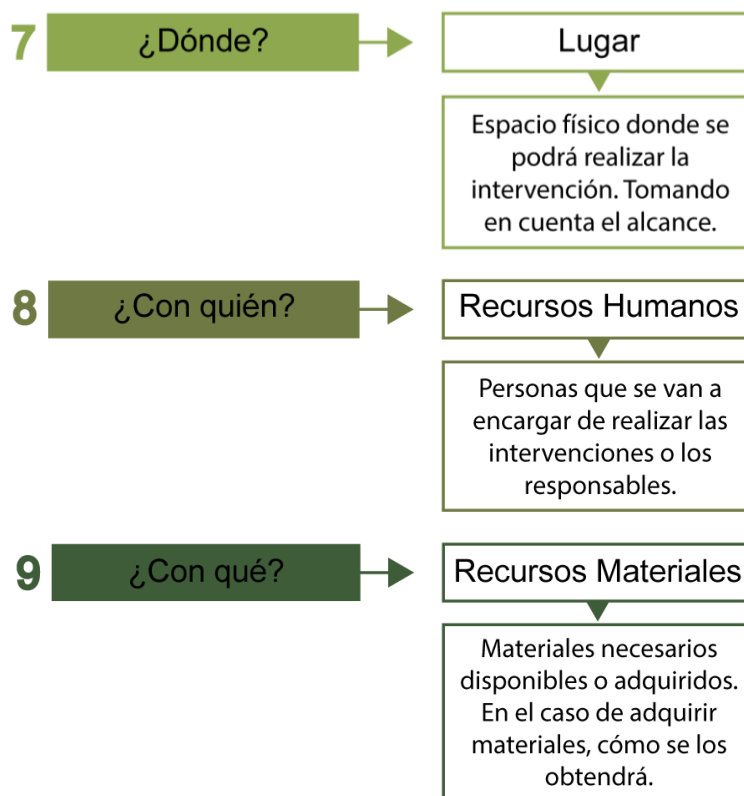 7
¿Dónde?
Lugar
Espacio físico donde se
podrá realizar la
intervención. Tomando
en cuenta el alcance.
8
¿Con quién?
Recursos Humanos
Personas que se van a
encargar de realizar las
intervenciones o los
responsables.
9
¿Con qué?
Recursos Materiales
Materiales necesarios
disponibles o adquiridos.
En el caso de adquirir
materiales, cómo se los
obtendrá.